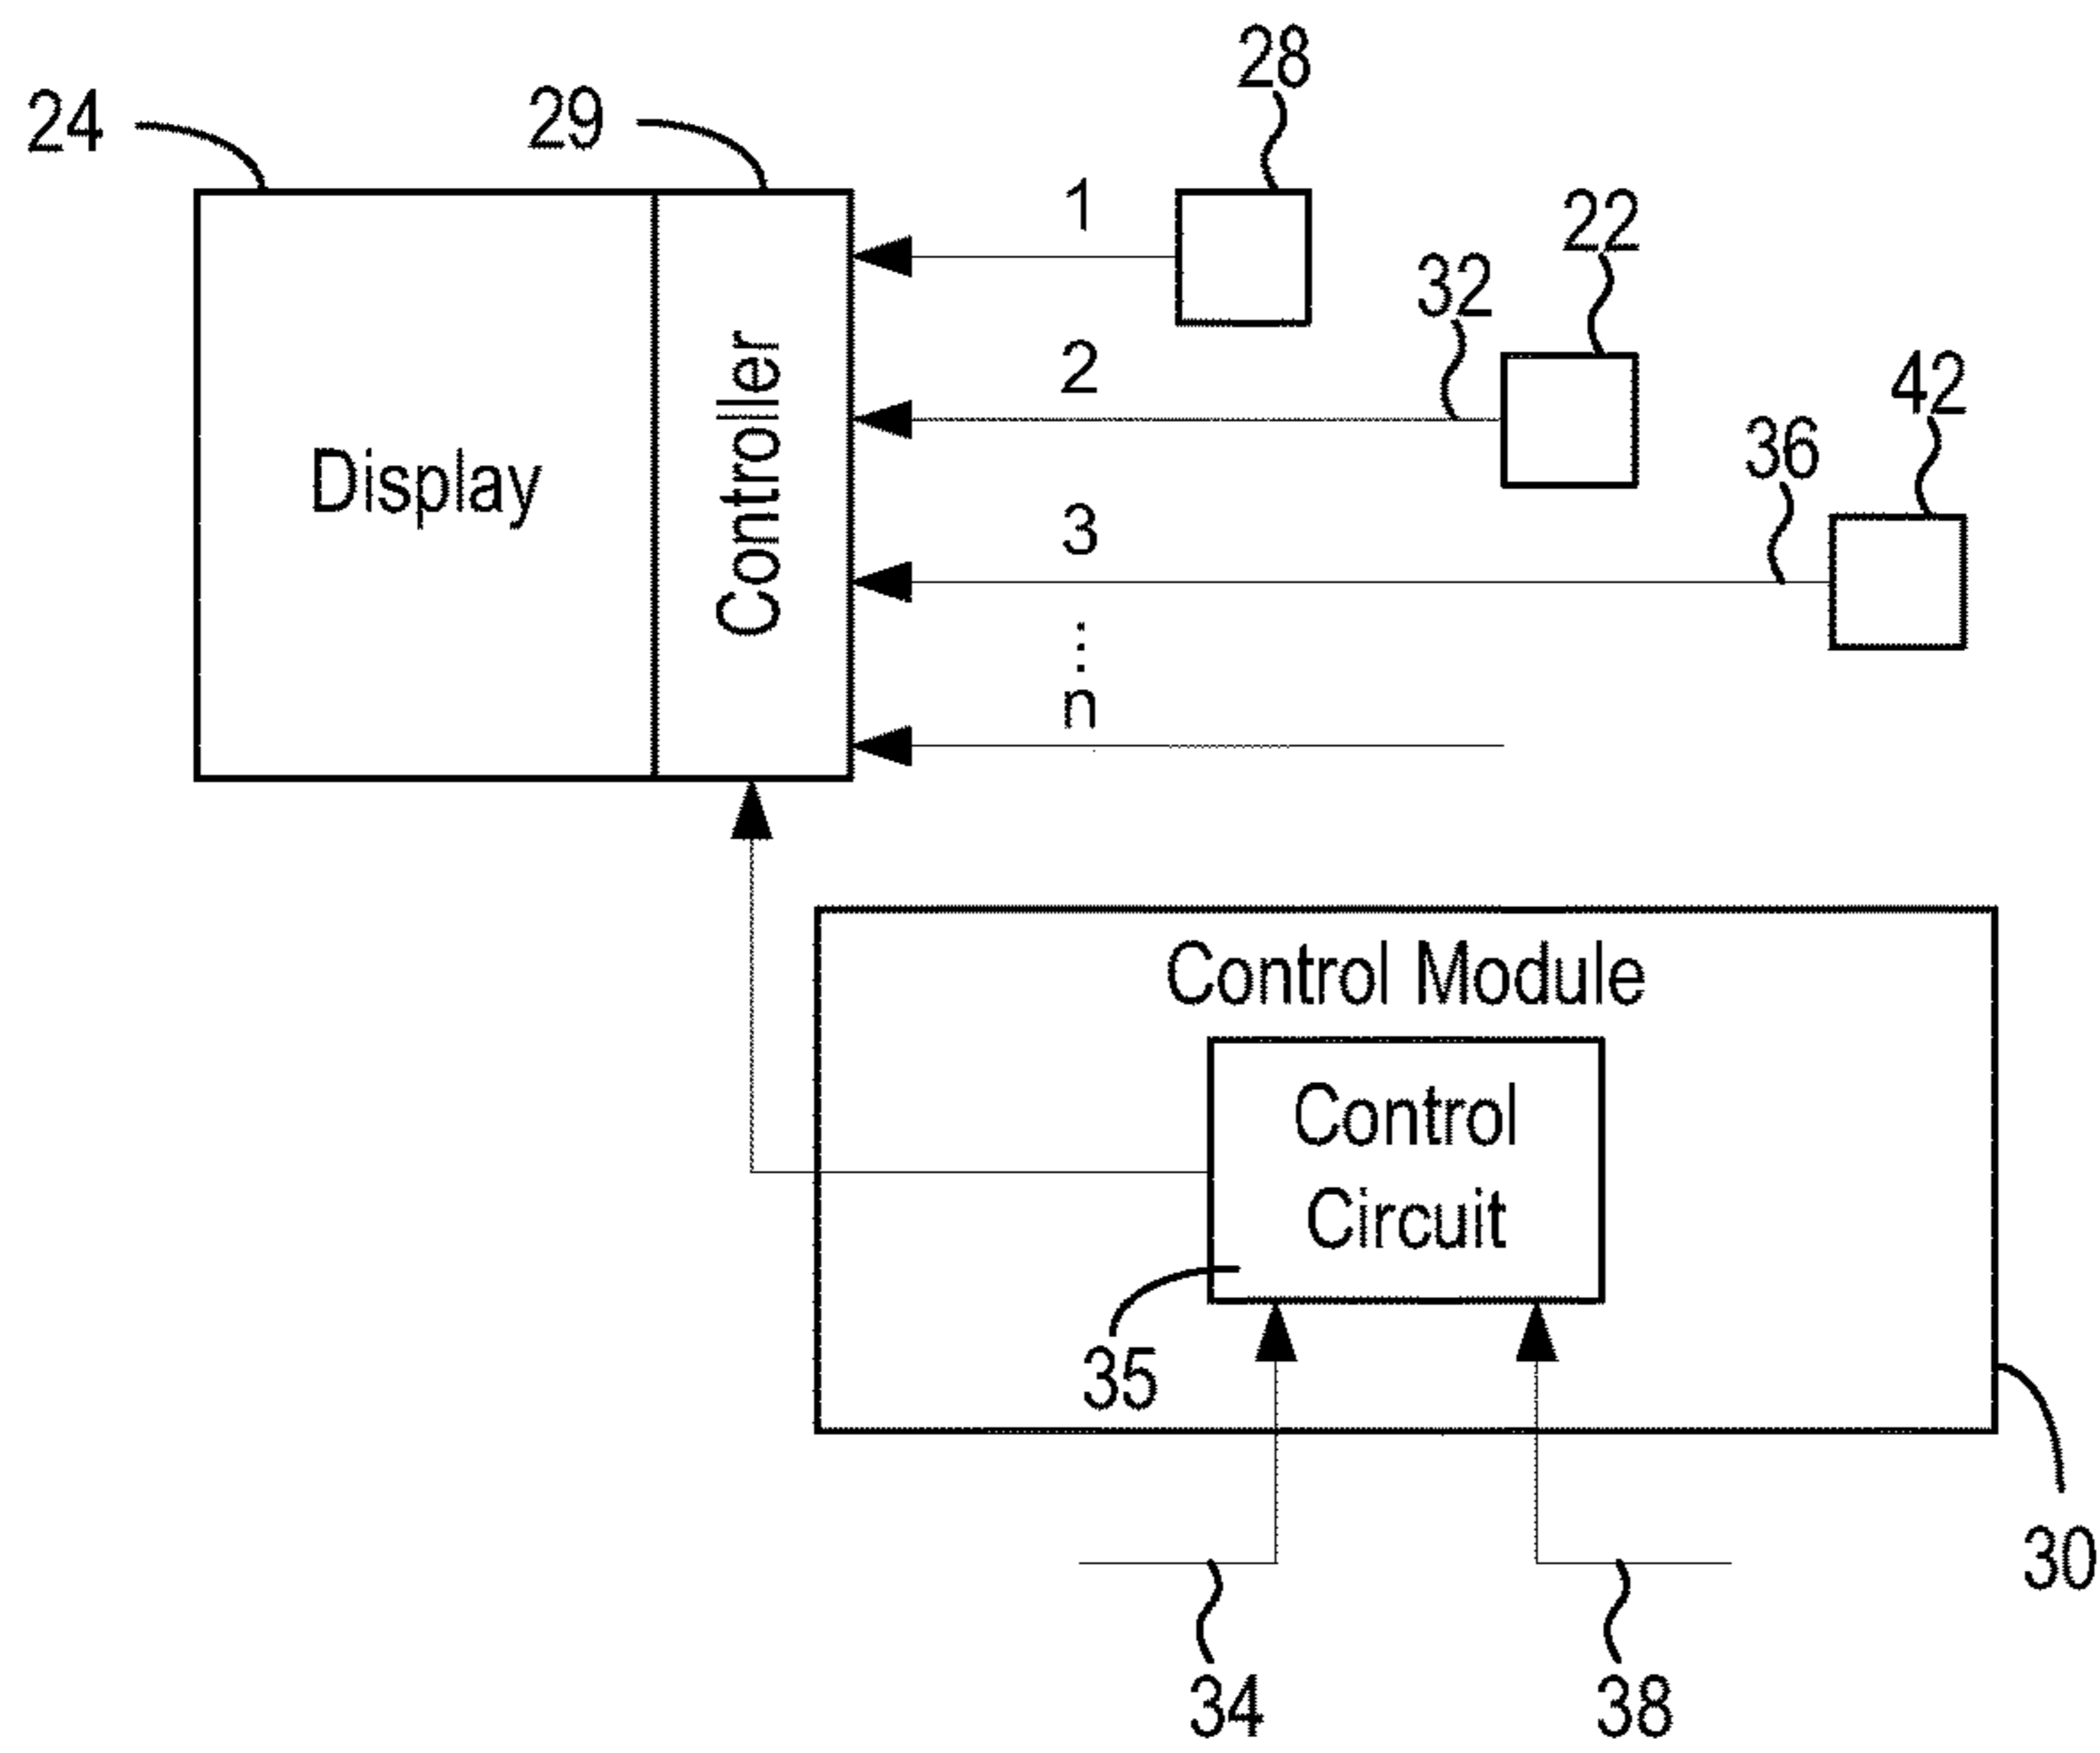 28
24
29
1
22
32
2
42
36
Display
Controller
3
⋮
n
Control Module
Control
Circuit
35
30
34
38